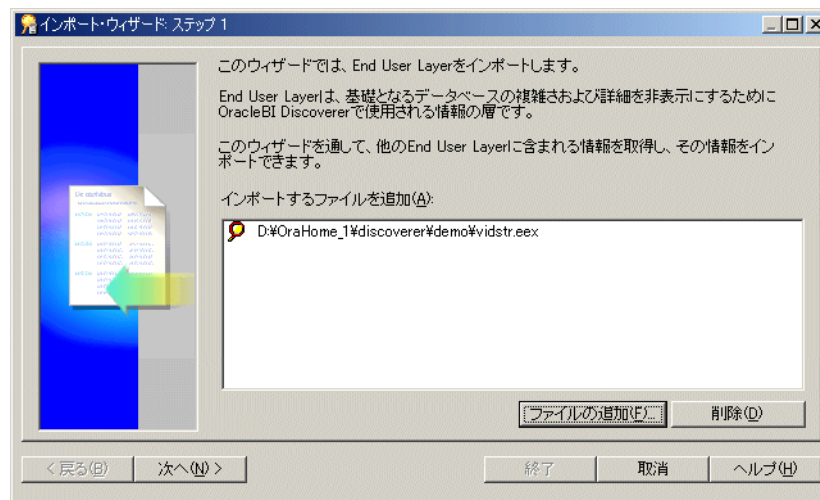 インポート・ウィザード: ステップ 1
このウィザードでは、End User Layerをインポートします。
End User Layerは、基礎となるデータベースの複雑さおよび詳細を非表示にするために
OracleBI Discovererで使用される情報の層です。
このウィザードを通して、他のEnd User Layerに含まれる情報を取得し、その情報をイン
ポートできます。
インポートするファイルを追加(A):
D:¥OraHome_1¥discoverer¥demo¥vidstr.eex
ファイルの追加(F)...
削除(D)
< 戻る(B)
次へ(N) >
終了
取消
ヘルプ(H)